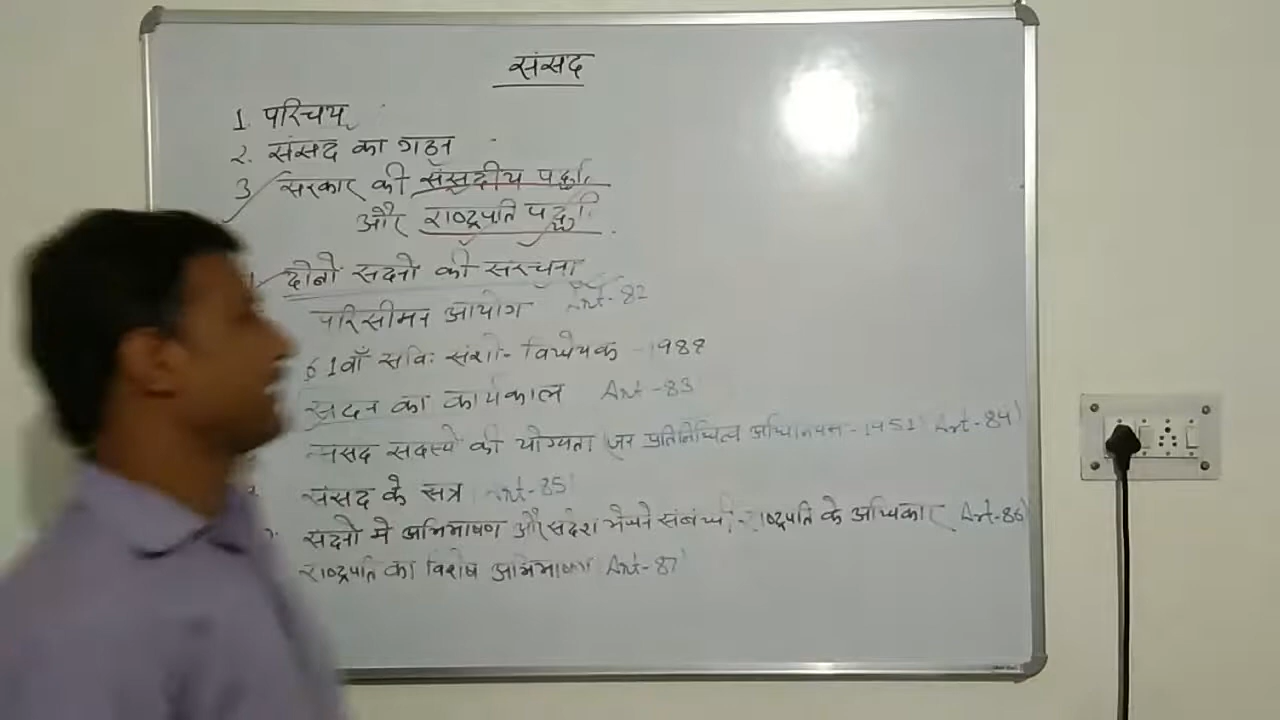 संसद
1. परिचय
2. संसद का गठन
3 सरकार की संसदीय पद्धति
और राष्ट्रपति पद्धति
दोनो सदनो की संरचना
परिसीमन आयोग Art-82
61वाँ संवि: संशो- विधेयक - 1988
सदन का कार्यकाल Art-83
संसद सदस्यो की योग्यता (जन प्रतिनिधित्व अधिनियम-1951) Art-84)
संसद के सत्र (Art-85)
सदनो मे अभिभाषण और संदेश भेजने संबंधी राष्ट्रपति के अधिकार (Art-86)
राष्ट्रपति का विशेष अभिभाषण Art-87)